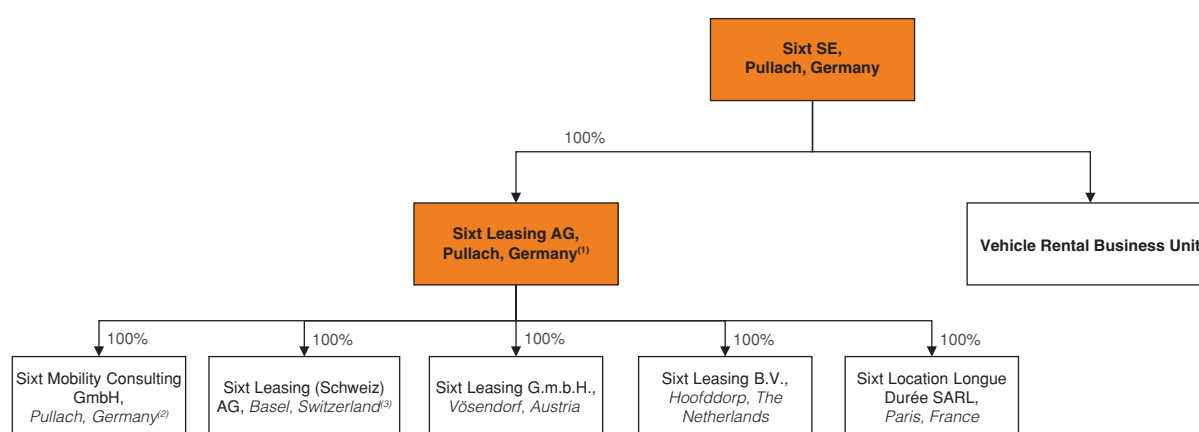 Sixt SE,
Pullach, Germany
100%
Sixt Leasing AG,
Pullach, Germany(1)
Vehicle Rental Business Unit
100%
100%
100%
100%
100%
Sixt Mobility Consulting
GmbH,
Pullach, Germany(2)
Sixt Leasing (Schweiz)
AG, Basel, Switzerland(3)
Sixt Leasing G.m.b.H.,
Vösendorf, Austria
Sixt Leasing B.V.,
Hoofddorp, The
Netherlands
Sixt Location Longue
Durée SARL,
Paris, France